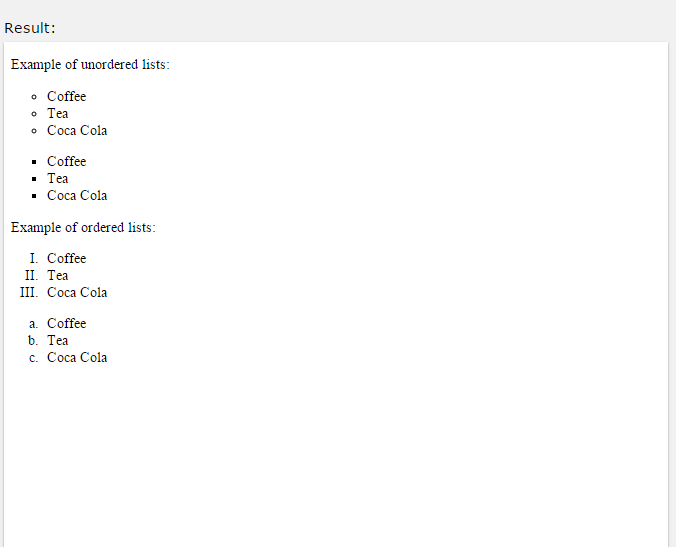 Result:
Example of unordered lists:
◦ Coffee
◦ Tea
◦ Coca Cola
▪ Coffee
▪ Tea
▪ Coca Cola
Example of ordered lists:
I. Coffee
II. Tea
III. Coca Cola
a. Coffee
b. Tea
c. Coca Cola